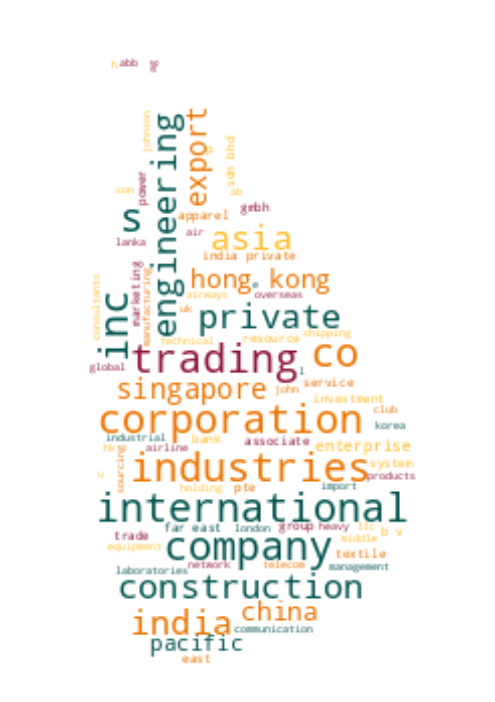 h abb ag
johnson
engineering
export
sdn bhd
power
son
ab
s
apparel
gmbh
air
lanka
asia
india private
marketing
manufacturing
hong kong
e
consultants
airways
overseas
inc
uk
private
technical
resource
shipping
trading
co
global
l
singapore
john
service
investment
corporation
club
korea
industrial
bank
associate
enterprise
hk
airline
sourcing
industries
system
c
products
holding
pte
import
international
far east
london
group
heavy
llc
b v
trade
company
middle
equipment
textile
laboratories
network
telecom
management
construction
india
china
communication
pacific
east